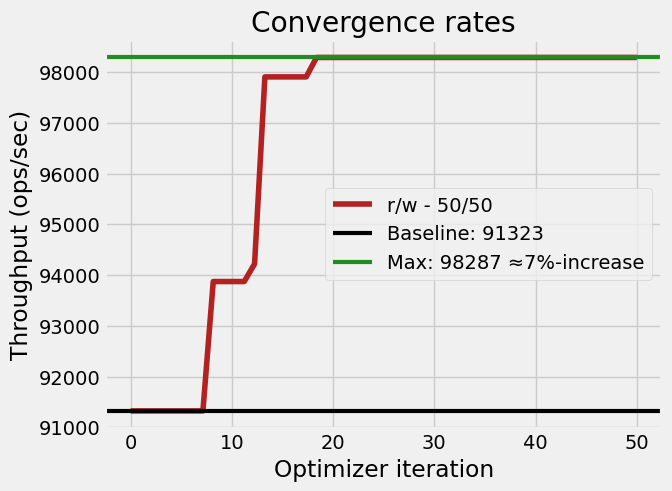 Convergence rates
Throughput (ops/sec)
98000
97000
96000
95000
94000
93000
92000
91000
r/w - 50/50
Baseline: 91323
Max: 98287 ≈7%-increase
0 10 20 30 40 50
Optimizer iteration